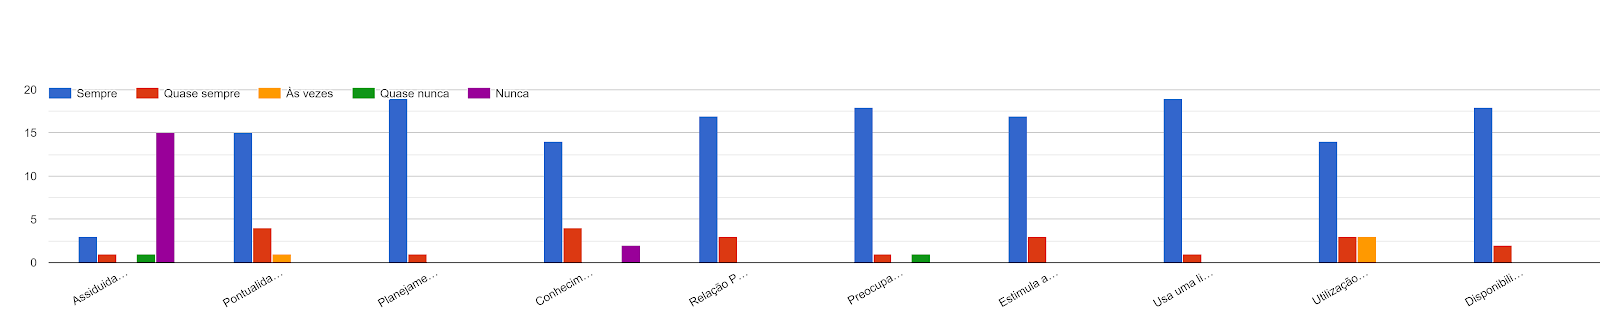 20
Sempre Quase sempre Às vezes Quase nunca Nunca
15
10
5
0
Assiduida… Pontualida… Planejame… Conhecim… Relação P… Preocupa… Estimula a… Usa uma li… Utilização… Disponibili…